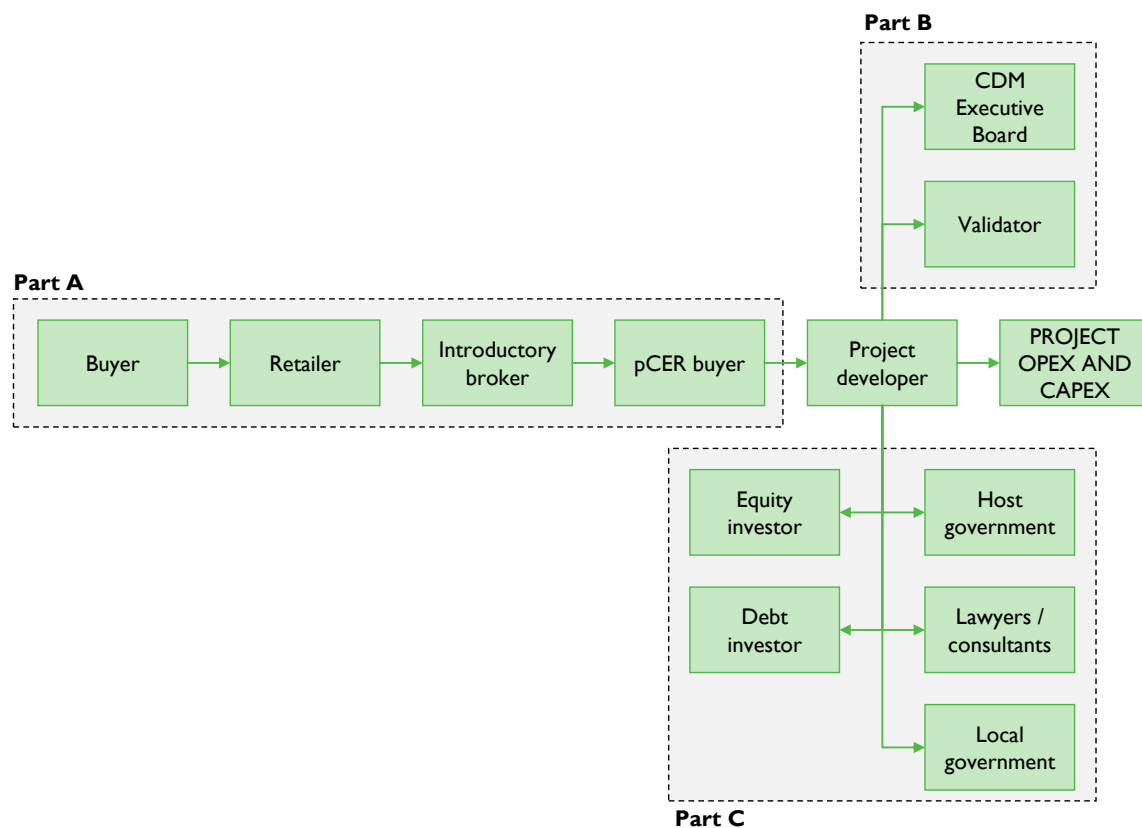 Part B
CDM
Executive
Board
Validator
Part A
Buyer
Retailer
Introductory
broker
pCER buyer
Project
developer
PROJECT
OPEX AND
CAPEX
Equity
investor
Host
government
Debt
investor
Lawyers /
consultants
Local
government
Part C